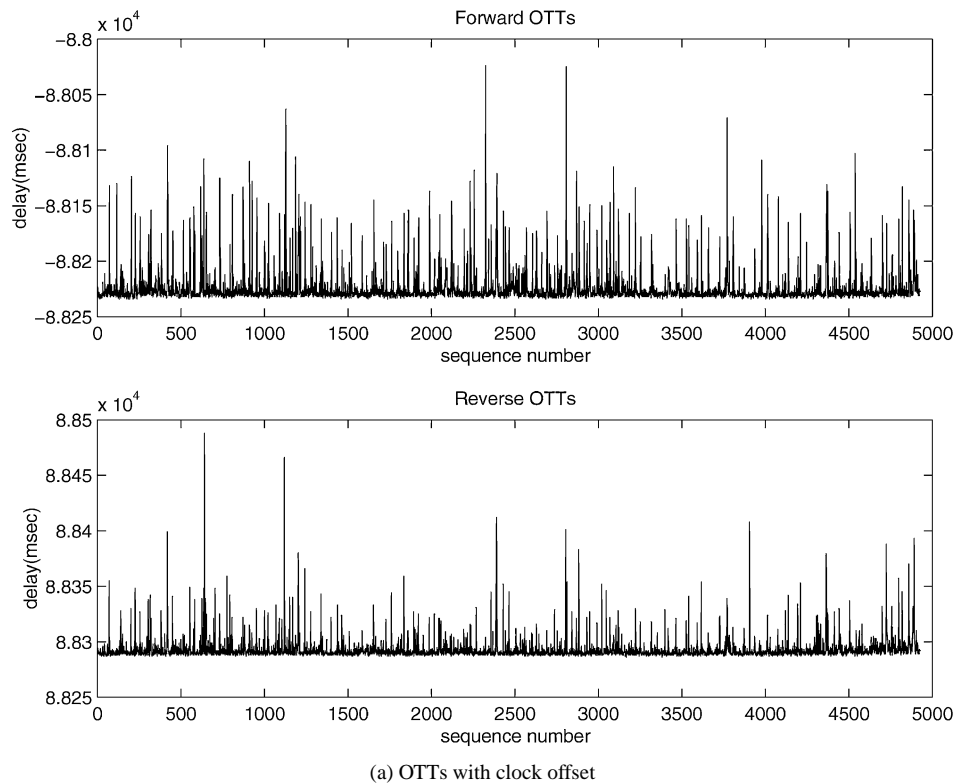 Forward OTTs
x 10^4
-8.8
-8.805
-8.81
-8.815
-8.82
-8.825
delay(msec)
0 500 1000 1500 2000 2500 3000 3500 4000 4500 5000
sequence number
Reverse OTTs
x 10^4
8.85
8.845
8.84
8.835
8.83
8.825
delay(msec)
0 500 1000 1500 2000 2500 3000 3500 4000 4500 5000
sequence number
(a) OTTs with clock offset